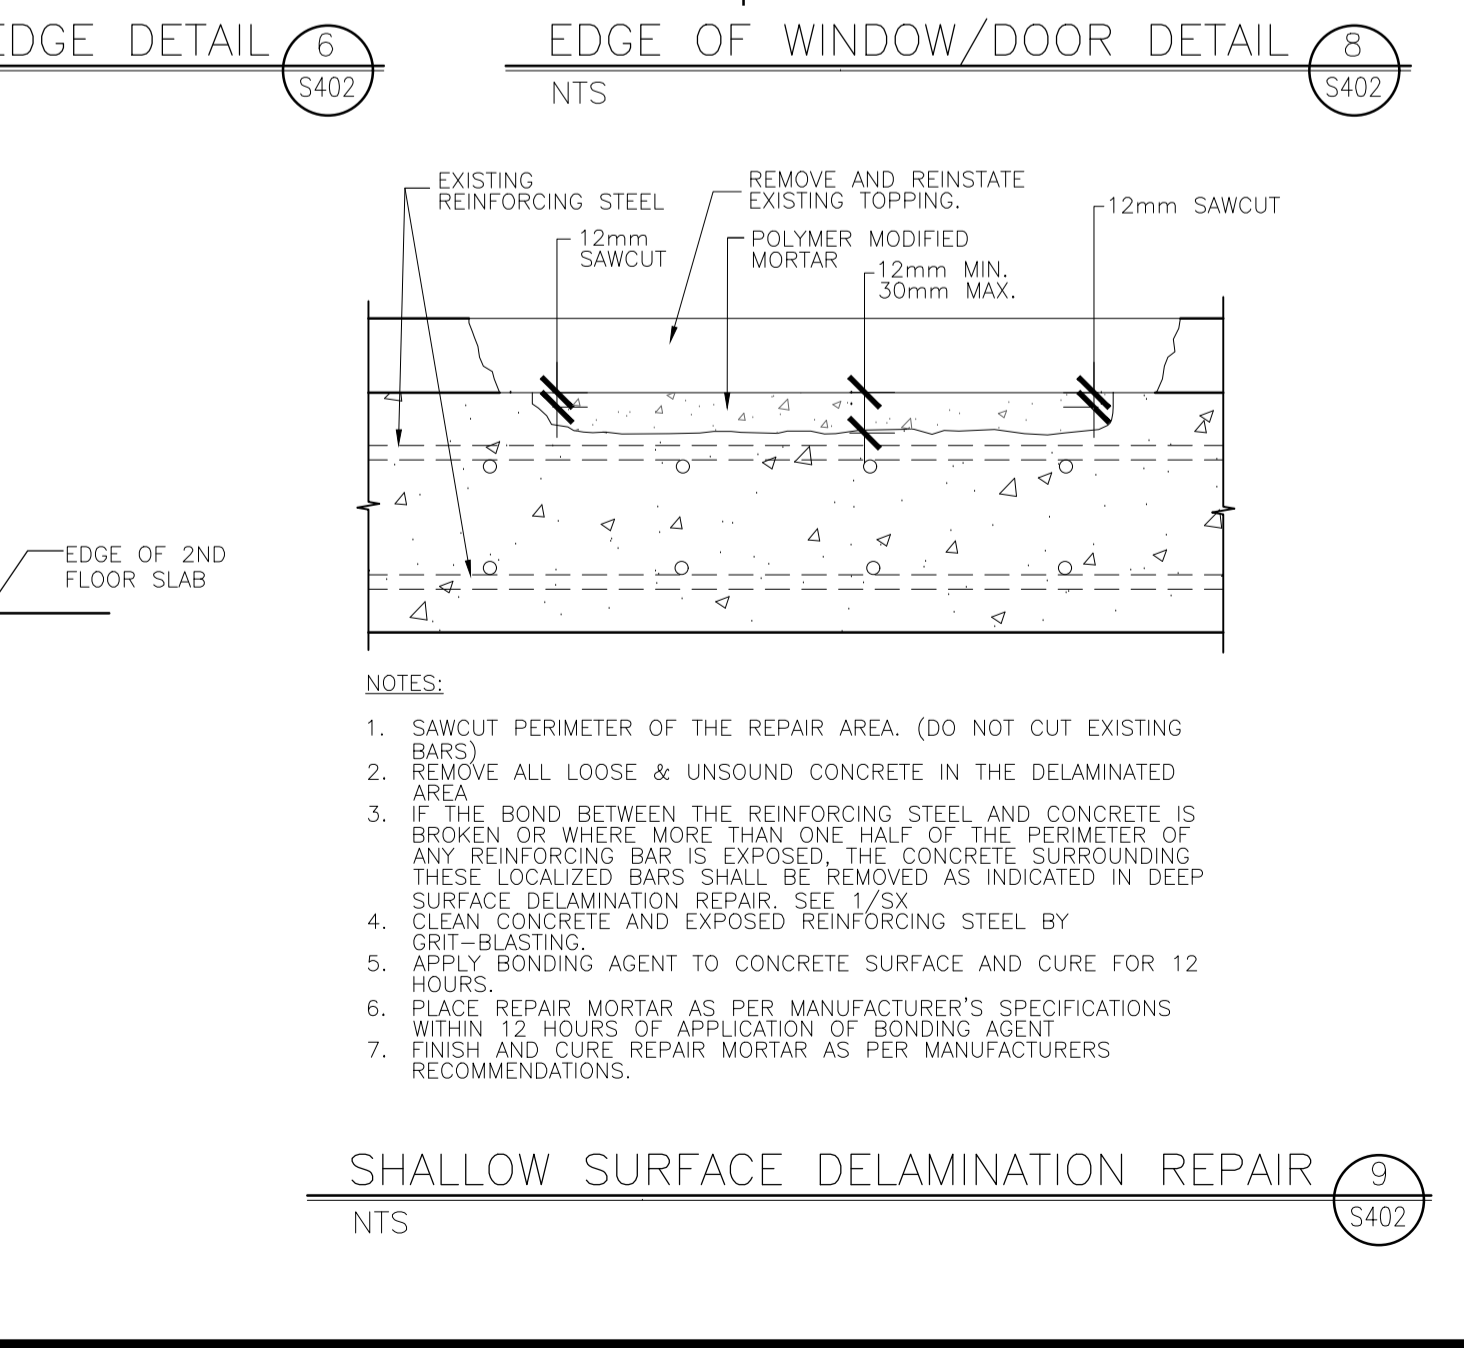 EDGE DETAIL
6
S402
EDGE OF WINDOW/DOOR DETAIL
8
S402
NTS
EXISTING
REINFORCING STEEL
REMOVE AND REINSTATE
EXISTING TOPPING.
12mm SAWCUT
12mm
SAWCUT
POLYMER MODIFIED
MORTAR
12mm MIN.
30mm MAX.
EDGE OF 2ND
FLOOR SLAB
NOTES:
1. SAWCUT PERIMETER OF THE REPAIR AREA. (DO NOT CUT EXISTING
BARS)
2. REMOVE ALL LOOSE & UNSOUND CONCRETE IN THE DELAMINATED
AREA
3. IF THE BOND BETWEEN THE REINFORCING STEEL AND CONCRETE IS
BROKEN OR WHERE MORE THAN ONE HALF OF THE PERIMETER OF
ANY REINFORCING BAR IS EXPOSED, THE CONCRETE SURROUNDING
THESE LOCALIZED BARS SHALL BE REMOVED AS INDICATED IN DEEP
SURFACE DELAMINATION REPAIR. SEE 1/SX
4. CLEAN CONCRETE AND EXPOSED REINFORCING STEEL BY
GRIT-BLASTING.
5. APPLY BONDING AGENT TO CONCRETE SURFACE AND CURE FOR 12
HOURS.
6. PLACE REPAIR MORTAR AS PER MANUFACTURER'S SPECIFICATIONS
WITHIN 12 HOURS OF APPLICATION OF BONDING AGENT
7. FINISH AND CURE REPAIR MORTAR AS PER MANUFACTURERS
RECOMMENDATIONS.
SHALLOW SURFACE DELAMINATION REPAIR
9
S402
NTS